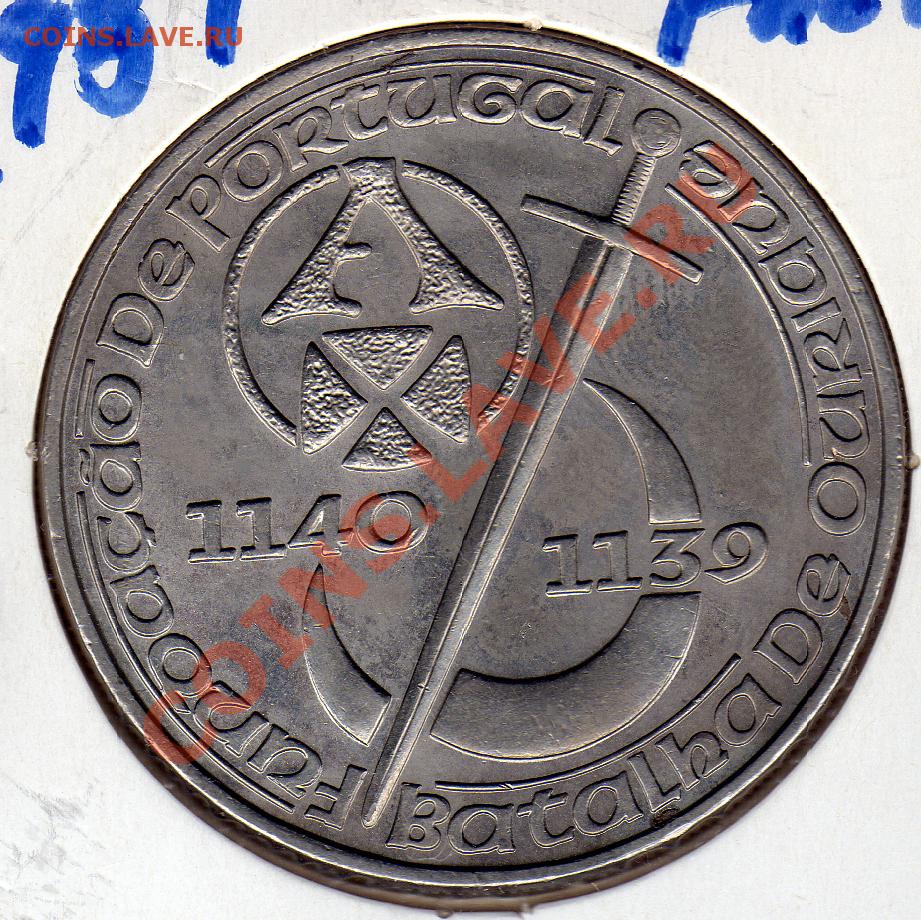 COINS.LAVE.RU
FUNDAÇÃO DE PORTUGAL
BATALHA DE OURIQUE
1140
1139
COINS.LAVE.RU